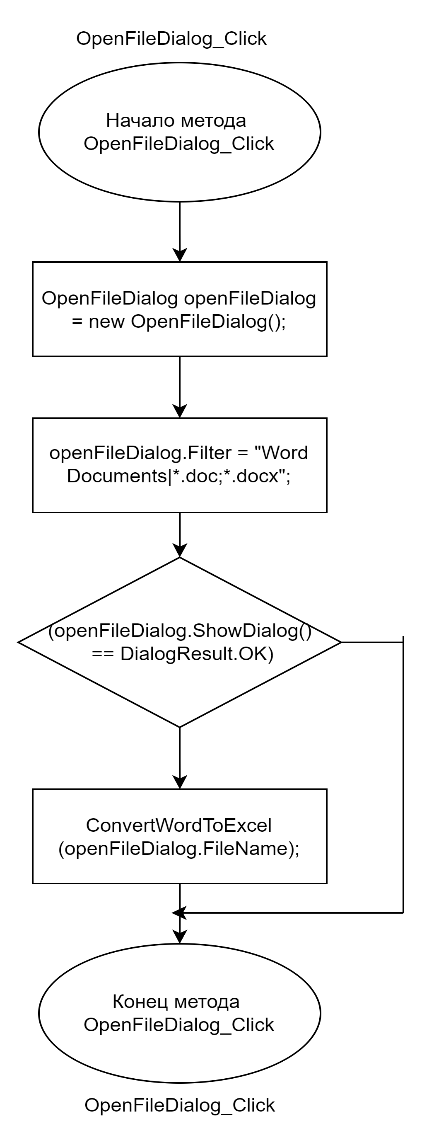 OpenFileDialog_Click
Начало метода
OpenFileDialog_Click
OpenFileDialog openFileDialog
= new OpenFileDialog();
openFileDialog.Filter = "Word
Documents|*.doc;*.docx";
(openFileDialog.ShowDialog()
== DialogResult.OK)
ConvertWordToExcel
(openFileDialog.FileName);
Конец метода
OpenFileDialog_Click
OpenFileDialog_Click